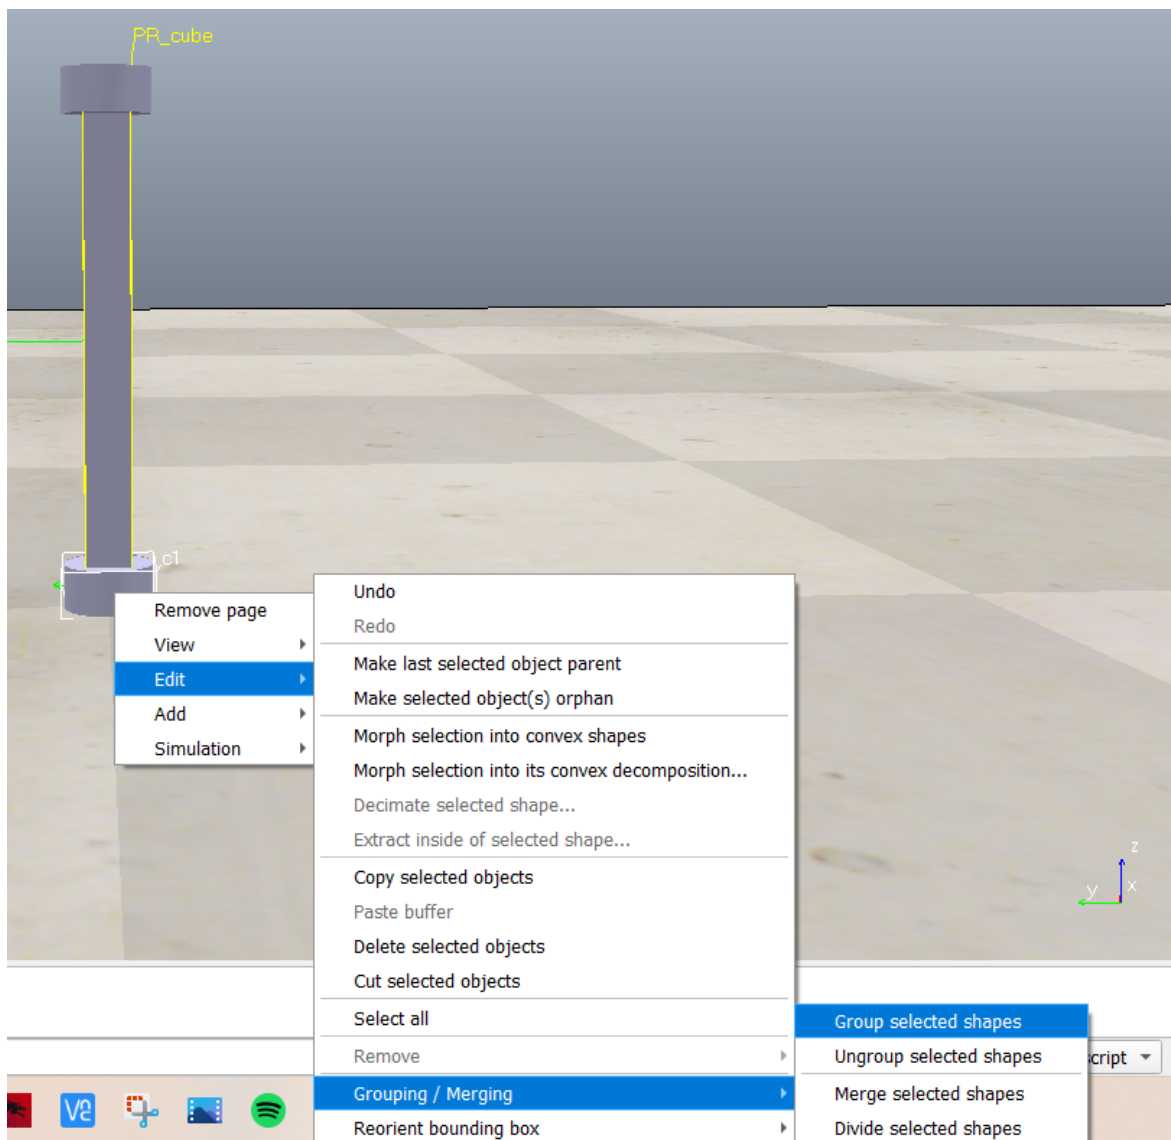 PR_cube
c1
Remove page
View
Edit
Add
Simulation
Undo
Redo
Make last selected object parent
Make selected object(s) orphan
Morph selection into convex shapes
Morph selection into its convex decomposition...
Decimate selected shape...
Extract inside of selected shape...
Copy selected objects
Paste buffer
Delete selected objects
Cut selected objects
Select all
Remove
Grouping / Merging
Reorient bounding box
Group selected shapes
Ungroup selected shapes
Merge selected shapes
Divide selected shapes
z
y
x
cript